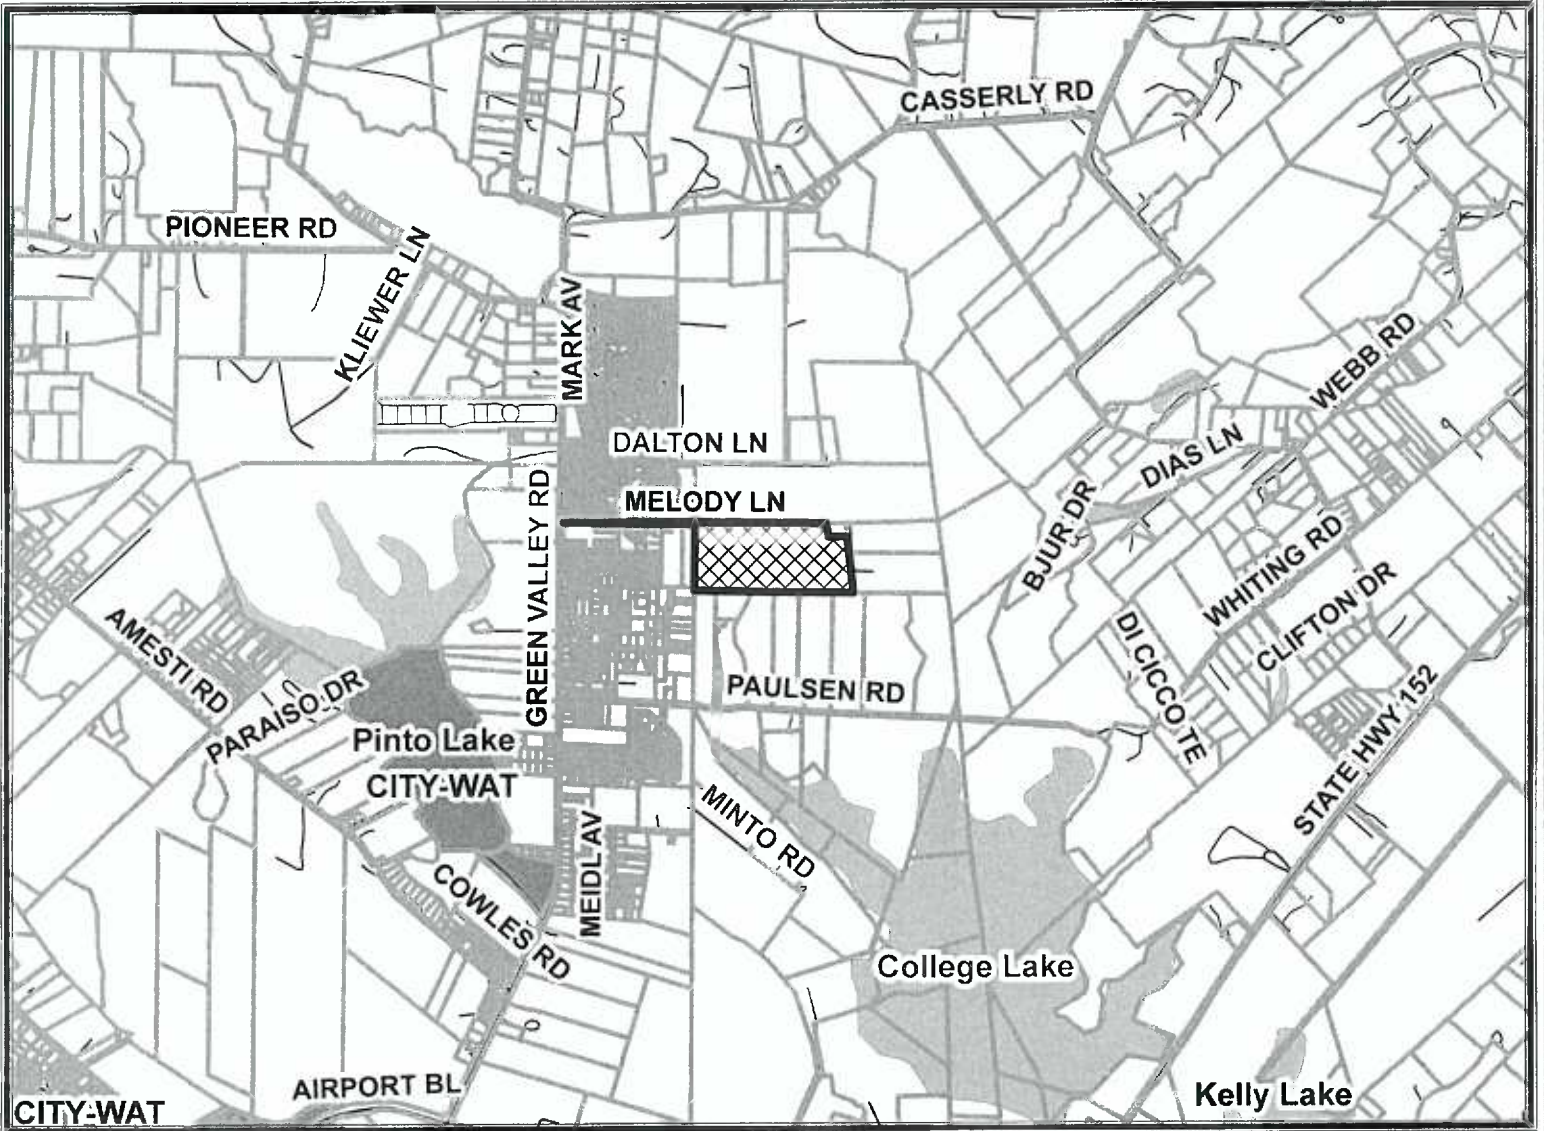 CASSERLY RD
PIONEER RD
KLIEWER LN
MARK AV
WEBB RD
DALTON LN
DIAS LN
MELODY LN
GREEN VALLEY RD
BJUR DR
WHITING RD
CLIFTON DR
AMESTI RD
DI CICCO TE
PARAISO DR
PAULSEN RD
STATE HWY 152
Pinto Lake
CITY-WAT
MINTO RD
MEIDL AV
COWLES RD
College Lake
AIRPORT BL
Kelly Lake
CITY-WAT